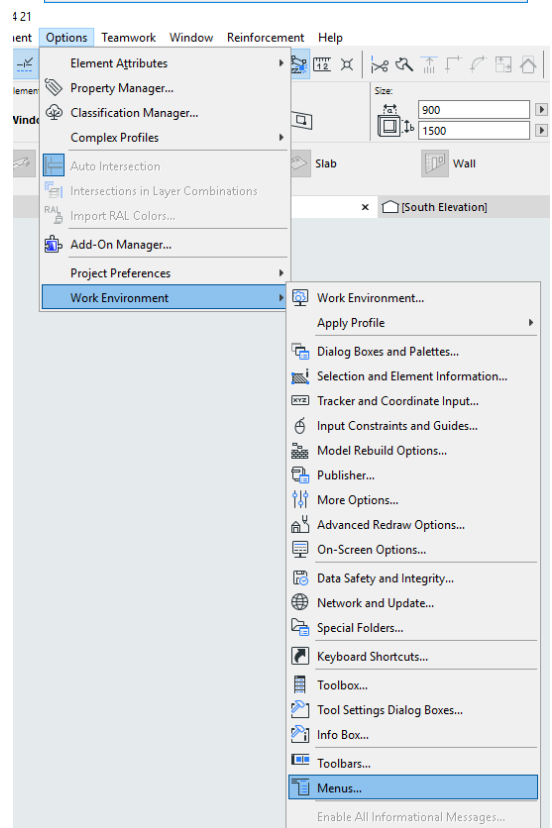 4 21
ent Options Teamwork Window Reinforcement Help
Element Attributes
Property Manager...
Classification Manager...
Complex Profiles
Auto Intersection
Intersections in Layer Combinations
RAL Import RAL Colors...
Add-On Manager...
Project Preferences
Work Environment
Size:
900
1500
Slab
Wall
[South Elevation]
Work Environment...
Apply Profile
Dialog Boxes and Palettes...
Selection and Element Information...
XYZ Tracker and Coordinate Input...
Input Constraints and Guides...
Model Rebuild Options...
Publisher...
More Options...
Advanced Redraw Options...
On-Screen Options...
Data Safety and Integrity...
Network and Update...
Special Folders...
Keyboard Shortcuts...
Toolbox...
Tool Settings Dialog Boxes...
Info Box...
Toolbars...
Menus...
Enable All Informational Messages...